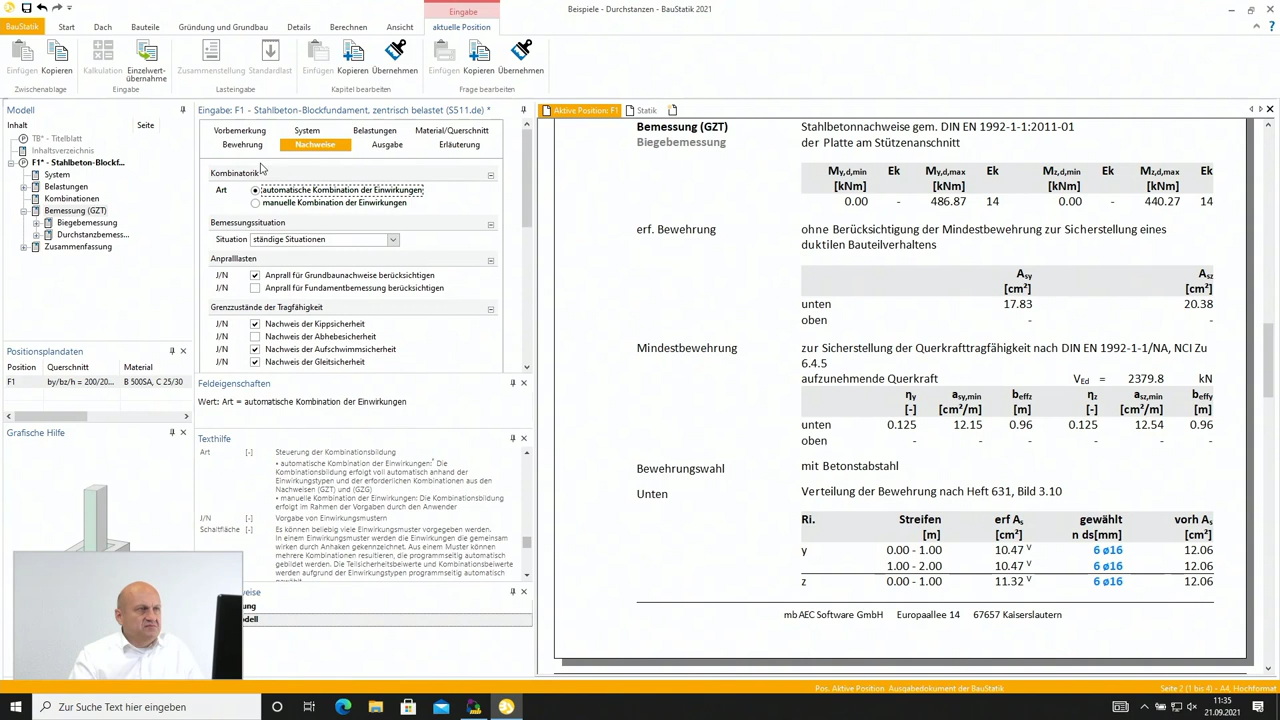 Beispiele - Durchstanzen - BauStatik 2021
Eingabe
BauStatik Start Dach Bauteile Gründung und Grundbau Details Berechnen Ansicht aktuelle Position
Einfügen Kopieren Kalkulation Einzelwert-übernahme Zusammenstellung Standardlast Einfügen Kopieren Übernehmen Einfügen Kopieren Übernehmen
Zwischenablage Eingabe Lasteingabe Kapitel bearbeiten Frage bearbeiten
Modell
Inhalt Seite
TB* - Titelblatt
Inhaltsverzeichnis
F1* - Stahlbeton-Blockf...
System
Belastungen
Kombinationen
Bemessung (GZT)
Biegebemessung
Durchstanzbemess...
Zusammenfassung
Positionsplandaten
Position Querschnitt Material
F1 by/bz/h = 200/20... B 500SA, C 25/30
Grafische Hilfe
Eingabe: F1 - Stahlbeton-Blockfundament, zentrisch belastet (S511.de) *
Vorbemerkung System Belastungen Material/Querschnitt
Bewehrung Nachweise Ausgabe Erläuterung
Kombinatorik
Art automatische Kombination der Einwirkungen
manuelle Kombination der Einwirkungen
Bemessungssituation
Situation ständige Situationen
Anpralllasten
J/N Anprall für Grundbaunachweise berücksichtigen
J/N Anprall für Fundamentbemessung berücksichtigen
Grenzzustände der Tragfähigkeit
J/N Nachweis der Kippsicherheit
J/N Nachweis der Abhebesicherheit
J/N Nachweis der Aufschwimmsicherheit
J/N Nachweis der Gleitsicherheit
Feldeigenschaften
Wert: Art = automatische Kombination der Einwirkungen
Texthilfe
Art [-] Steuerung der Kombinationsbildung
• automatische Kombination der Einwirkungen: Die
Kombinationsbildung erfolgt voll automatisch anhand der
Einwirkungstypen und der erforderlichen Kombinationen aus den
Nachweisen (GZT) und (GZG)
• manuelle Kombination der Einwirkungen: Die Kombinationsbildung
erfolgt im Rahmen der Vorgaben durch den Anwender
J/N [-] Vorgabe von Einwirkungsmustern
Schaltfläche [-] Es können beliebig viele Einwirkungsmuster vorgegeben werden.
In einem Einwirkungsmuster werden die Einwirkungen die gemeinsam
wirken durch Anhaken gekennzeichnet. Aus einem Muster können
mehrere Kombinationen resultieren, die programmseitig automatisch
gebildet werden. Die Teilsicherheitsbeiwerte und Kombinationsbeiwerte
werden aufgrund der Einwirkungstypen programmseitig automatisch
Aktive Position: F1 Statik
Bemessung (GZT) Stahlbetonnachweise gem. DIN EN 1992-1-1:2011-01
Biegebemessung der Platte am Stützenanschnitt
My,d,min Ek My,d,max Ek Mz,d,min Ek Mz,d,max Ek
[kNm] [kNm] [kNm] [kNm]
0.00 - 486.87 14 0.00 - 440.27 14
erf. Bewehrung ohne Berücksichtigung der Mindestbewehrung zur Sicherstellung eines
duktilen Bauteilverhaltens
Asy Asz
[cm²] [cm²]
unten 17.83 20.38
oben - -
Mindestbewehrung zur Sicherstellung der Querkrafttragfähigkeit nach DIN EN 1992-1-1/NA, NCI Zu
6.4.5
aufzunehmende Querkraft VEd = 2379.8 kN
ηy asy,min beffz ηz asz,min beffy
[-] [cm²/m] [m] [-] [cm²/m] [m]
unten 0.125 12.15 0.96 0.125 12.54 0.96
oben - - - - - -
Bewehrungswahl mit Betonstabstahl
Unten Verteilung der Bewehrung nach Heft 631, Bild 3.10
Ri. Streifen erf As gewählt vorh As
[m] [cm²] n ds[mm] [cm²]
y 0.00 - 1.00 10.47 V 6 ø16 12.06
1.00 - 2.00 10.47 V 6 ø16 12.06
z 0.00 - 1.00 11.32 V 6 ø16 12.06
mb AEC Software GmbH Europaallee 14 67657 Kaiserslautern
Pos. Aktive Position Ausgabedokument der BauStatik Seite 2 (1 bis 4) - A4, Hochformat
Zur Suche Text hier eingeben
11:35
21.09.2021